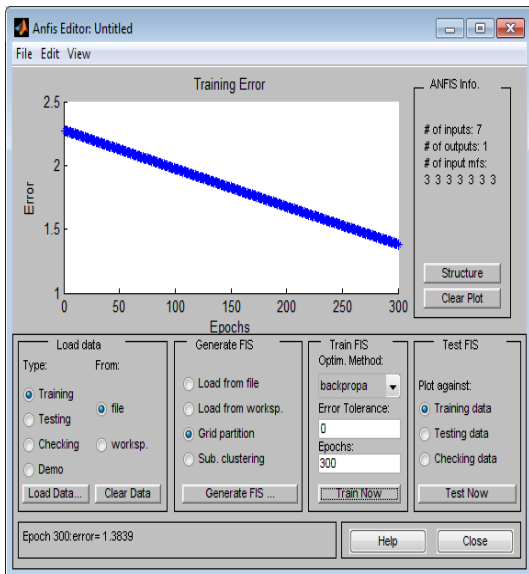 Anfis Editor: Untitled
File Edit View
Training Error
2.5
2
1.5
1
Error
0 50 100 150 200 250 300
Epochs
ANFIS Info.
# of inputs: 7
# of outputs: 1
# of input mfs:
3 3 3 3 3 3 3
Structure
Clear Plot
Load data
Type: From:
Training
Testing
Checking
Demo
file
worksp.
Load Data... Clear Data
Generate FIS
Load from file
Load from worksp.
Grid partition
Sub. clustering
Generate FIS ...
Train FIS
Optim. Method:
backpropa
Error Tolerance:
0
Epochs:
300
Train Now
Test FIS
Plot against:
Training data
Testing data
Checking data
Test Now
Epoch 300:error= 1.3839
Help Close